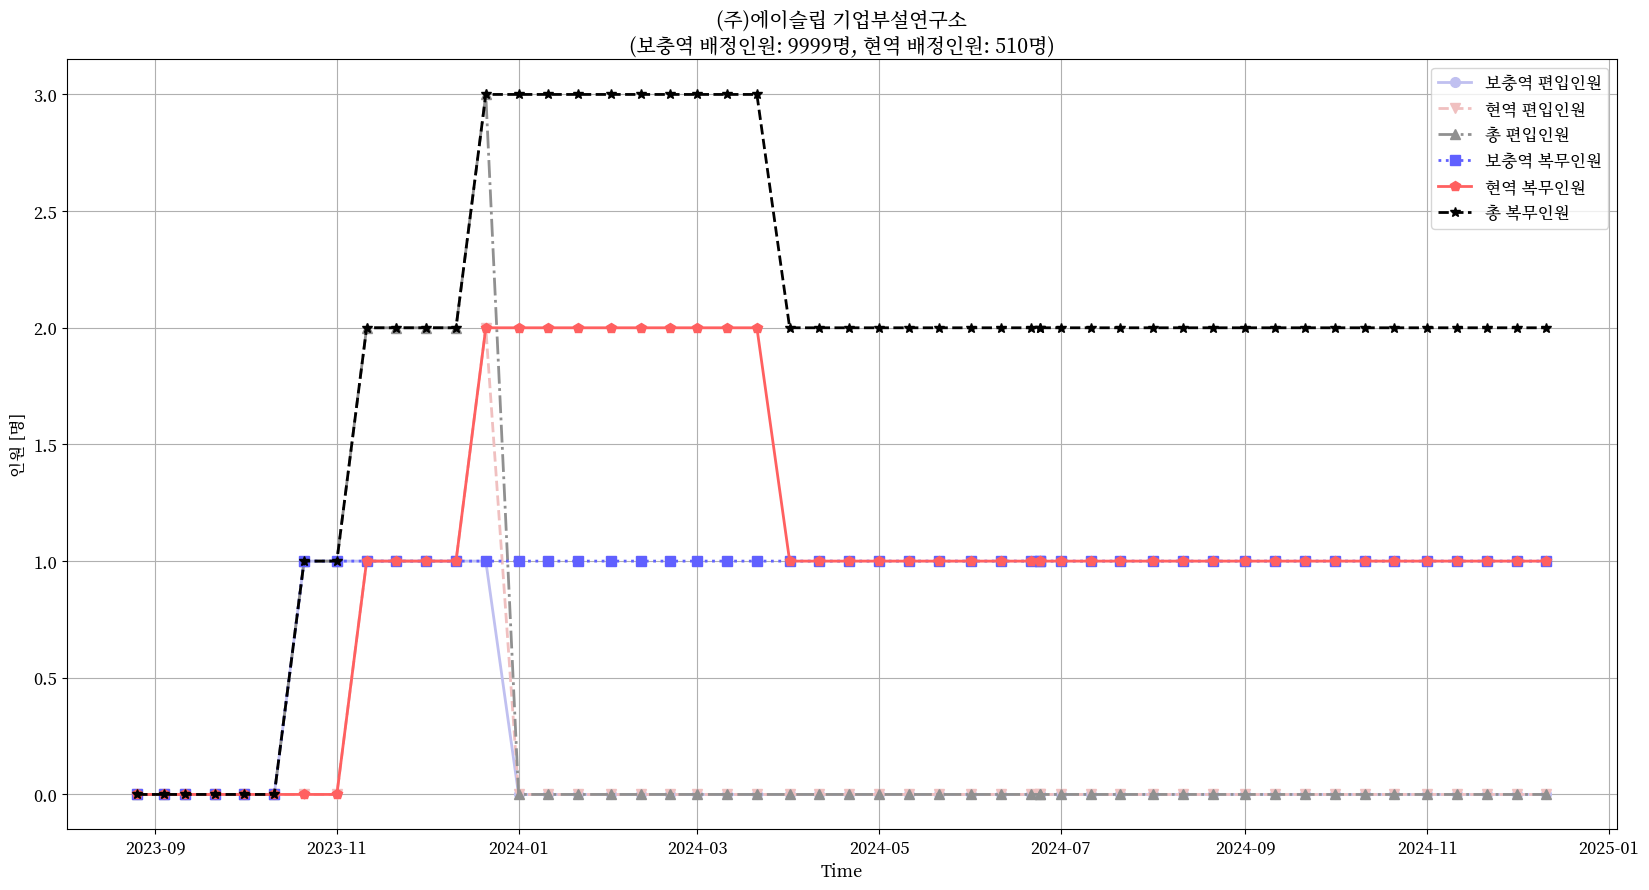 (주)에이슬립 기업부설연구소
(보충역 배정인원: 9999명, 현역 배정인원: 510명)
보충역 편입인원
현역 편입인원
총 편입인원
보충역 복무인원
현역 복무인원
총 복무인원
3.0
2.5
2.0
1.5
1.0
0.5
0.0
인원 [명]
2023-09
2023-11
2024-01
2024-03
2024-05
2024-07
2024-09
2024-11
2025-01
Time